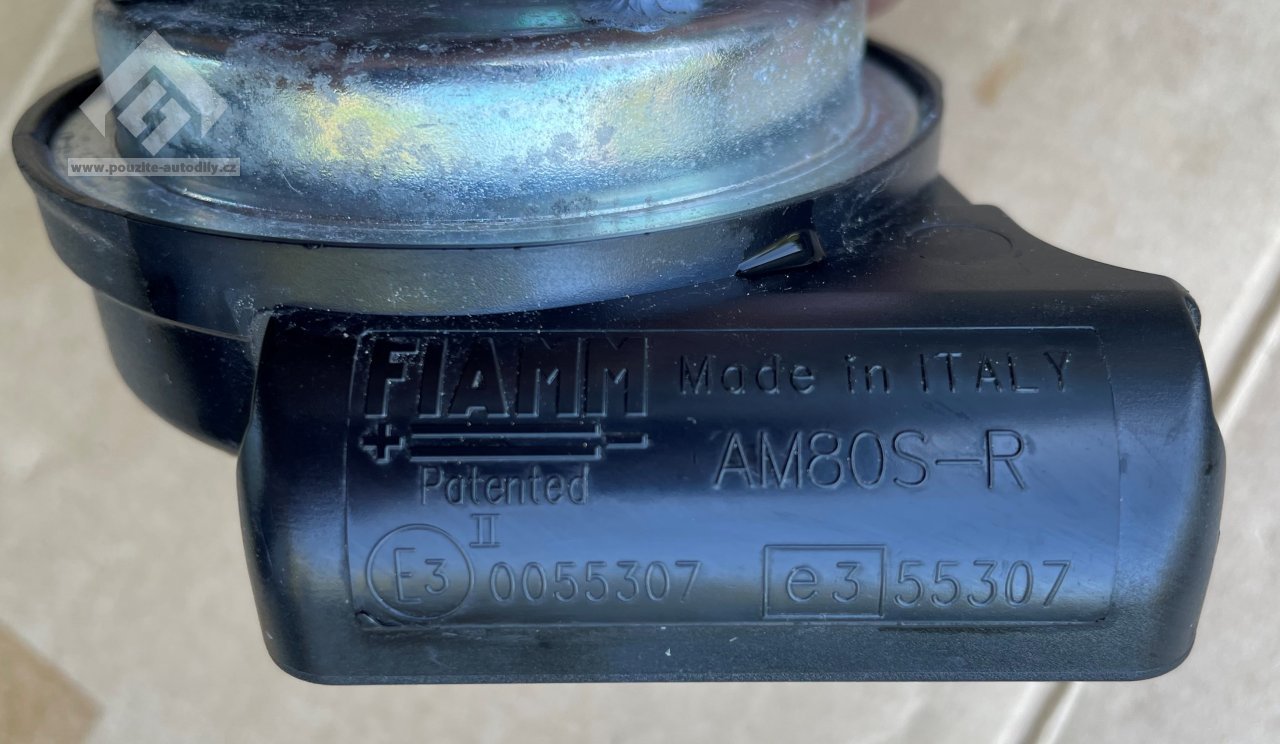 www.pouzite-autodily.cz
FIAMM Made in ITALY
+ - AM80S-R
Patented
II
E3 0055307 e3 55307